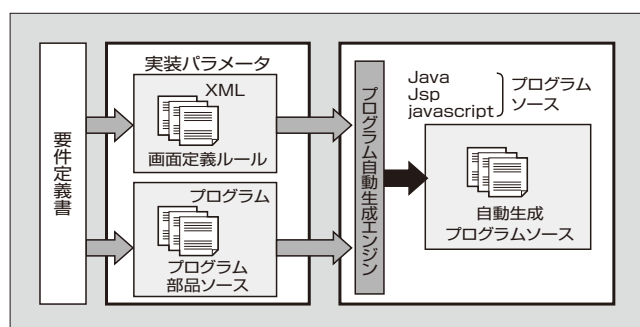 要件定義書
実装パラメータ
XML
画面定義ルール
プログラム
プログラム
部品ソース
プログラム自動生成エンジン
Java
Jsp
javascript
プログラム
ソース
自動生成
プログラムソース